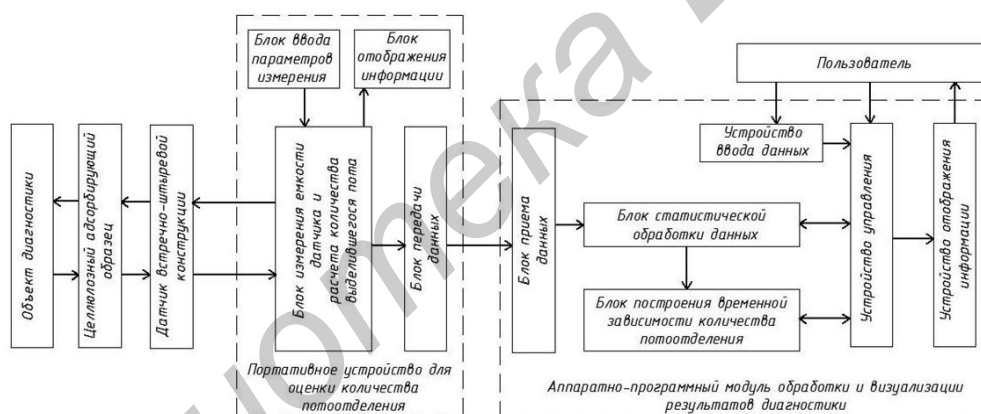 Блок ввода
параметров
измерения
Блок
отображения
информации
Пользователь
Объект диагностики
Целлюлозный адсорбирующий
образец
Датчик встречно-штыревой
конструкции
Блок измерения емкости
датчика и
расчета количества
выделившегося пота
Блок передачи
данных
Блок приема
данных
Устройство
ввода данных
Блок статистической
обработки данных
Блок построения временной
зависимости количества
потоотделения
Устройство управления
Устройство отображения
информации
Портативное устройство для
оценки количества
потоотделения
Аппаратно-программный модуль обработки и визуализации
результатов диагностики